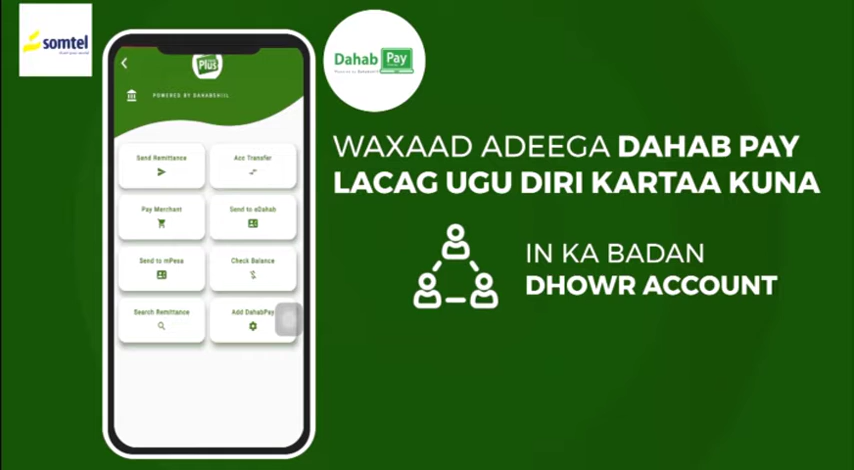 somtel
Plus
POWERED BY DAHABSHIIL
Send Remittance
Acc Transfer
Pay Merchant
Send to eDahab
Send to mPesa
Check Balance
Search Remittance
Add DahabPay
Dahab Pay
WAXAAD ADEEGA DAHAB PAY
LACAG UGU DIRI KARTAA KUNA
IN KA BADAN
DHOWR ACCOUNT